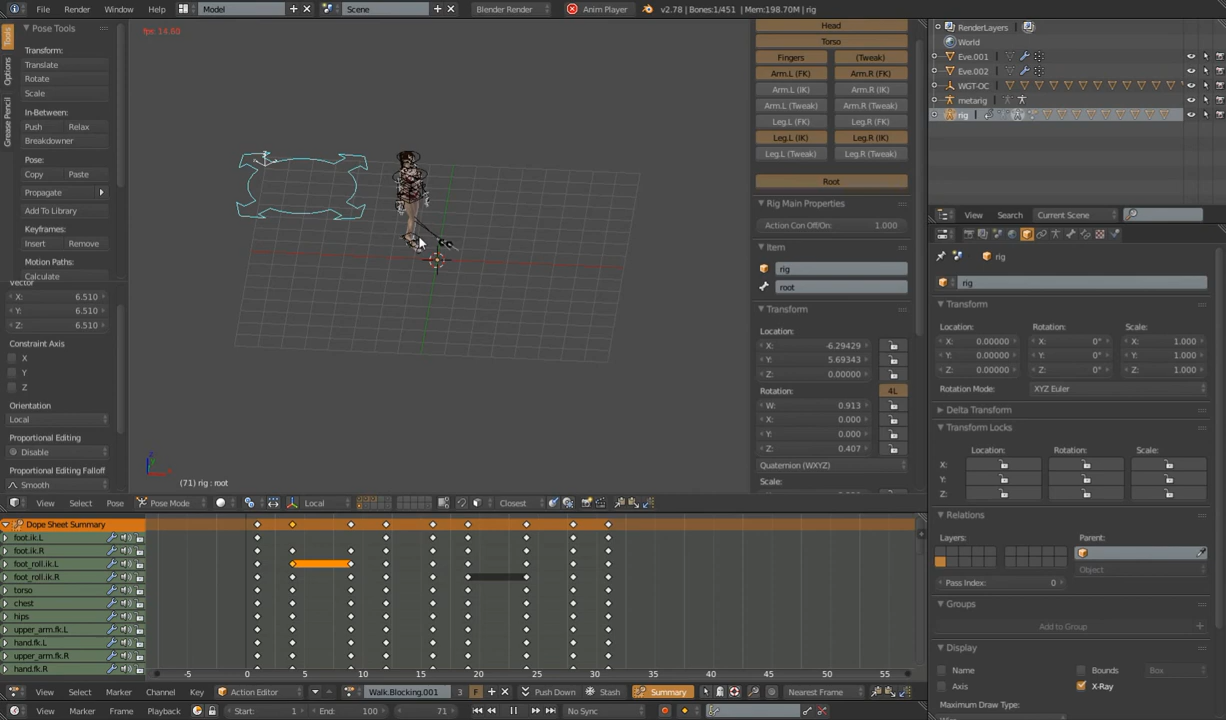 File Render Window Help Model Scene Blender Render Anim Player v2.78 | Bones:1/451 | Mem:198.70M | rig
Tools
Options
Grease Pencil
Pose Tools
Transform:
Translate
Rotate
Scale
In-Between:
Push Relax
Breakdowner
Pose:
Copy Paste
Propagate
Add To Library
Keyframes:
Insert Remove
Motion Paths:
Calculate
Vector
X: 6.510
Y: 6.510
Z: 6.510
Constraint Axis
X
Y
Z
Orientation
Local
Proportional Editing
Disable
Proportional Editing Falloff
Smooth
fps: 14.60
(71) rig : root
View Select Pose Pose Mode Local Closest
Head
Torso
Fingers (Tweak)
Arm.L (FK) Arm.R (FK)
Arm.L (IK) Arm.R (IK)
Arm.L (Tweak) Arm.R (Tweak)
Leg.L (FK) Leg.R (FK)
Leg.L (IK) Leg.R (IK)
Leg.L (Tweak) Leg.R (Tweak)
Root
Rig Main Properties
Action Con Off/On: 1.000
Item
rig
root
Transform
Location:
X: -6.29429
Y: 5.69343
Z: 0.00000
Rotation:
4L
W: 0.913
X: 0.000
Y: 0.000
Z: 0.407
Quaternion (WXYZ)
Scale:
RenderLayers
World
Eve.001
Eve.002
WGT-OC
metarig
rig
View Search Current Scene
rig
rig
Transform
Location: Rotation: Scale:
X: 0.00000 X: 0° X: 1.000
Y: 0.00000 Y: 0° Y: 1.000
Z: 0.00000 Z: 0° Z: 1.000
Rotation Mode: XYZ Euler
Delta Transform
Transform Locks
Location: Rotation: Scale:
X:
Y:
Z:
Relations
Layers: Parent:
Object
Pass Index: 0
Groups
Add to Group
Display
Name Bounds Box
Axis X-Ray
Maximum Draw Type:
Dope Sheet Summary
foot.ik.L
foot.ik.R
foot_roll.ik.L
foot_roll.ik.R
torso
chest
hips
upper_arm.fk.L
hand.fk.L
upper_arm.fk.R
hand.fk.R
-5 0 5 10 15 20 25 30 35 40 45 50 55
View Select Marker Channel Key Action Editor Walk.Blocking.001 3 F Push Down Stash Summary Nearest Frame
View Marker Frame Playback Start: 1 End: 100 71 No Sync